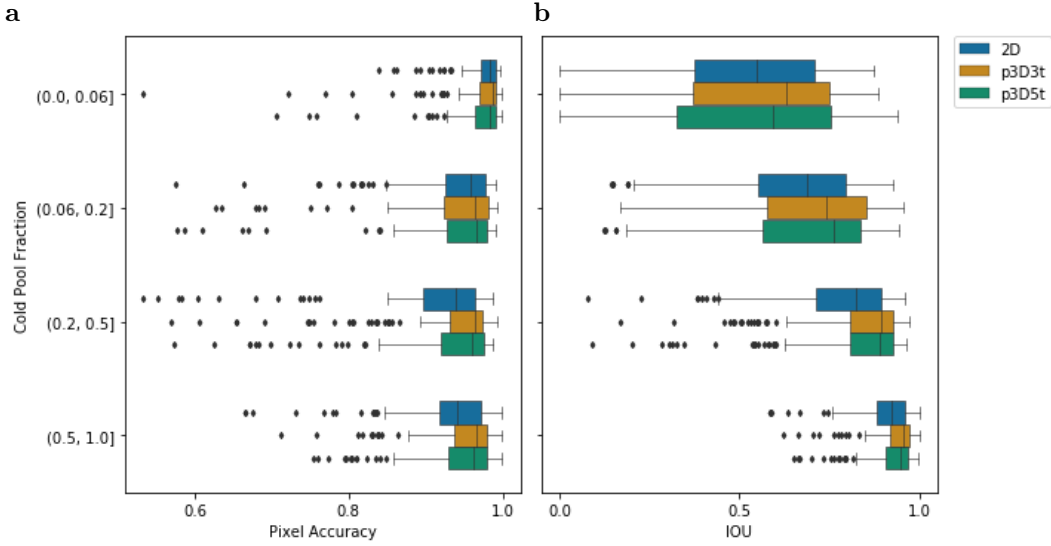 a
b
2D
p3D3t
p3D5t
Cold Pool Fraction
(0.0, 0.06]
(0.06, 0.2]
(0.2, 0.5]
(0.5, 1.0]
0.6
0.8
1.0
Pixel Accuracy
0.0
0.5
1.0
IOU